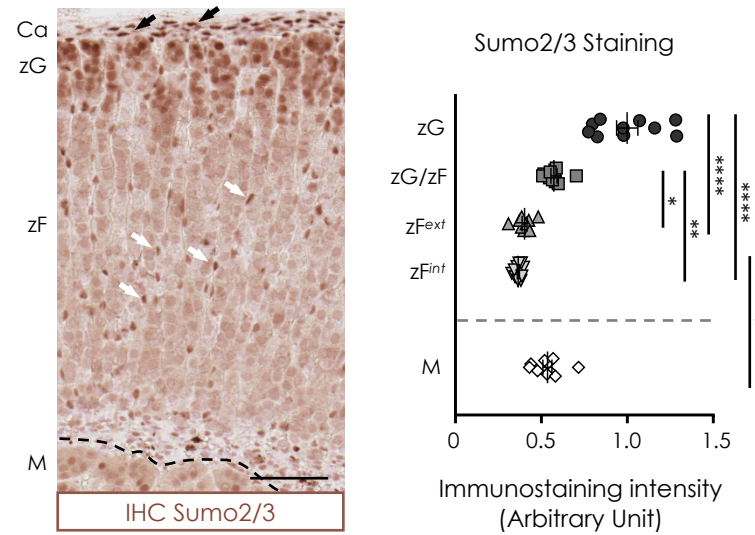 Ca
zG
zF
M
IHC Sumo2/3
Sumo2/3 Staining
zG
zG/zF
zFext
zFint
M
*
**
****
****
0
0.5
1.0
1.5
Immunostaining intensity
(Arbitrary Unit)